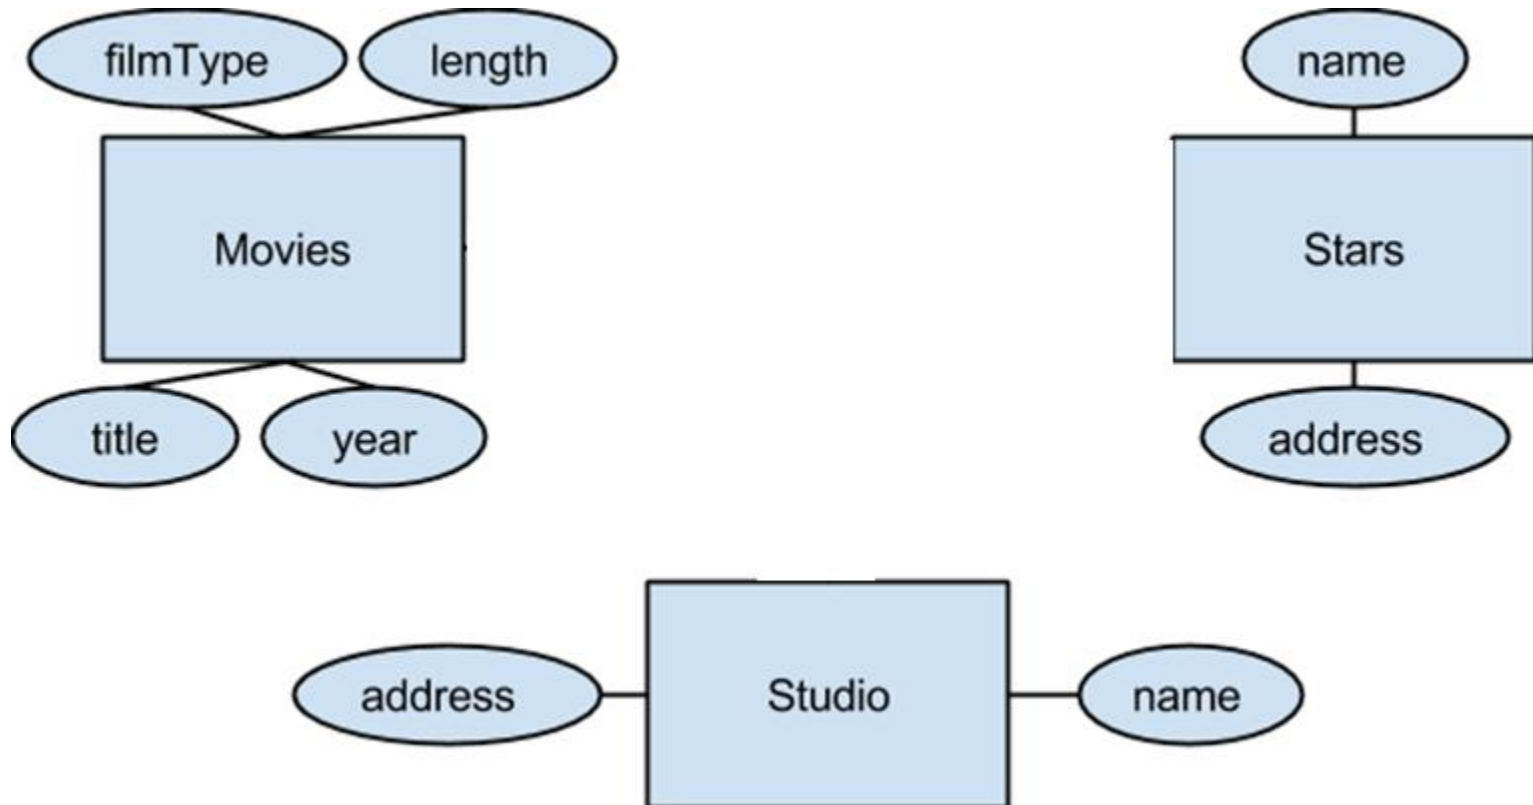 filmType length
name
Movies
Stars
title year
address
address Studio name